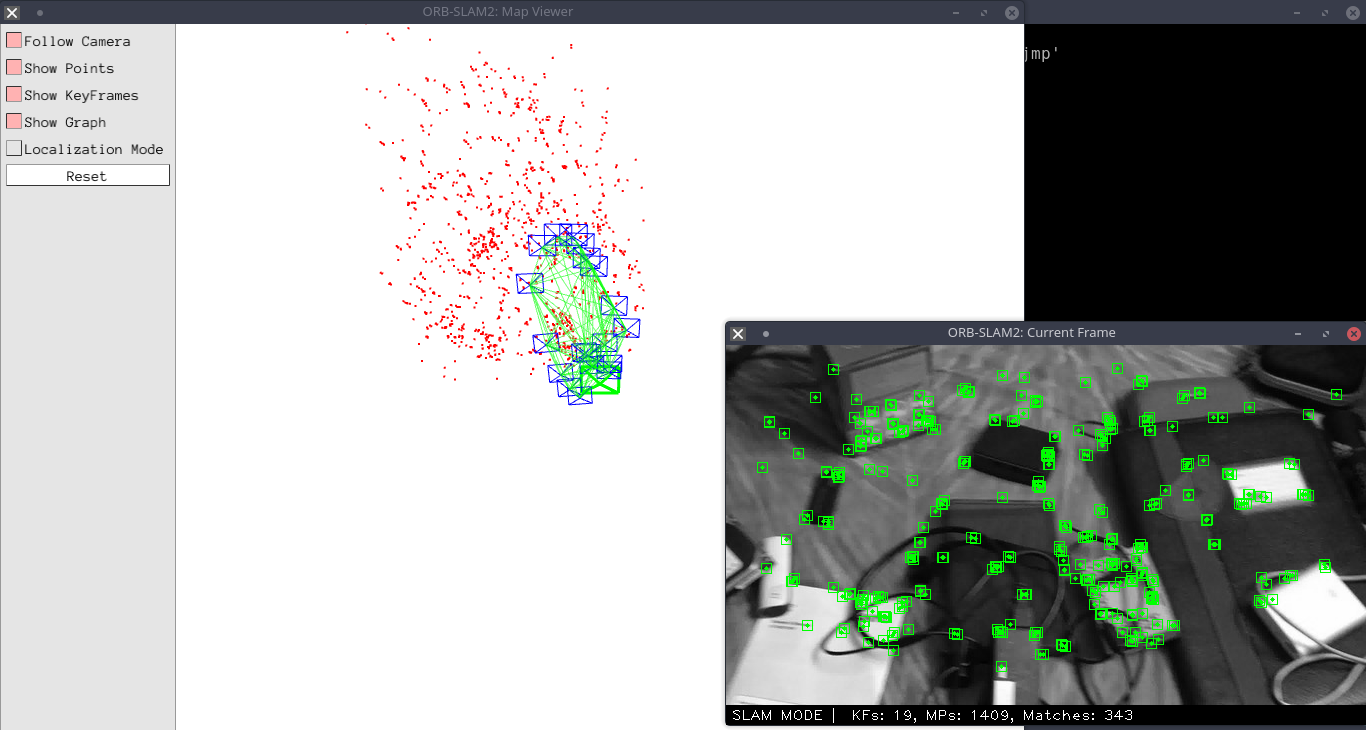 ORB-SLAM2: Map Viewer
Follow Camera
Show Points
Show KeyFrames
Show Graph
Localization Mode
Reset
jmp'
ORB-SLAM2: Current Frame
SLAM MODE | KFs: 19, MPs: 1409, Matches: 343